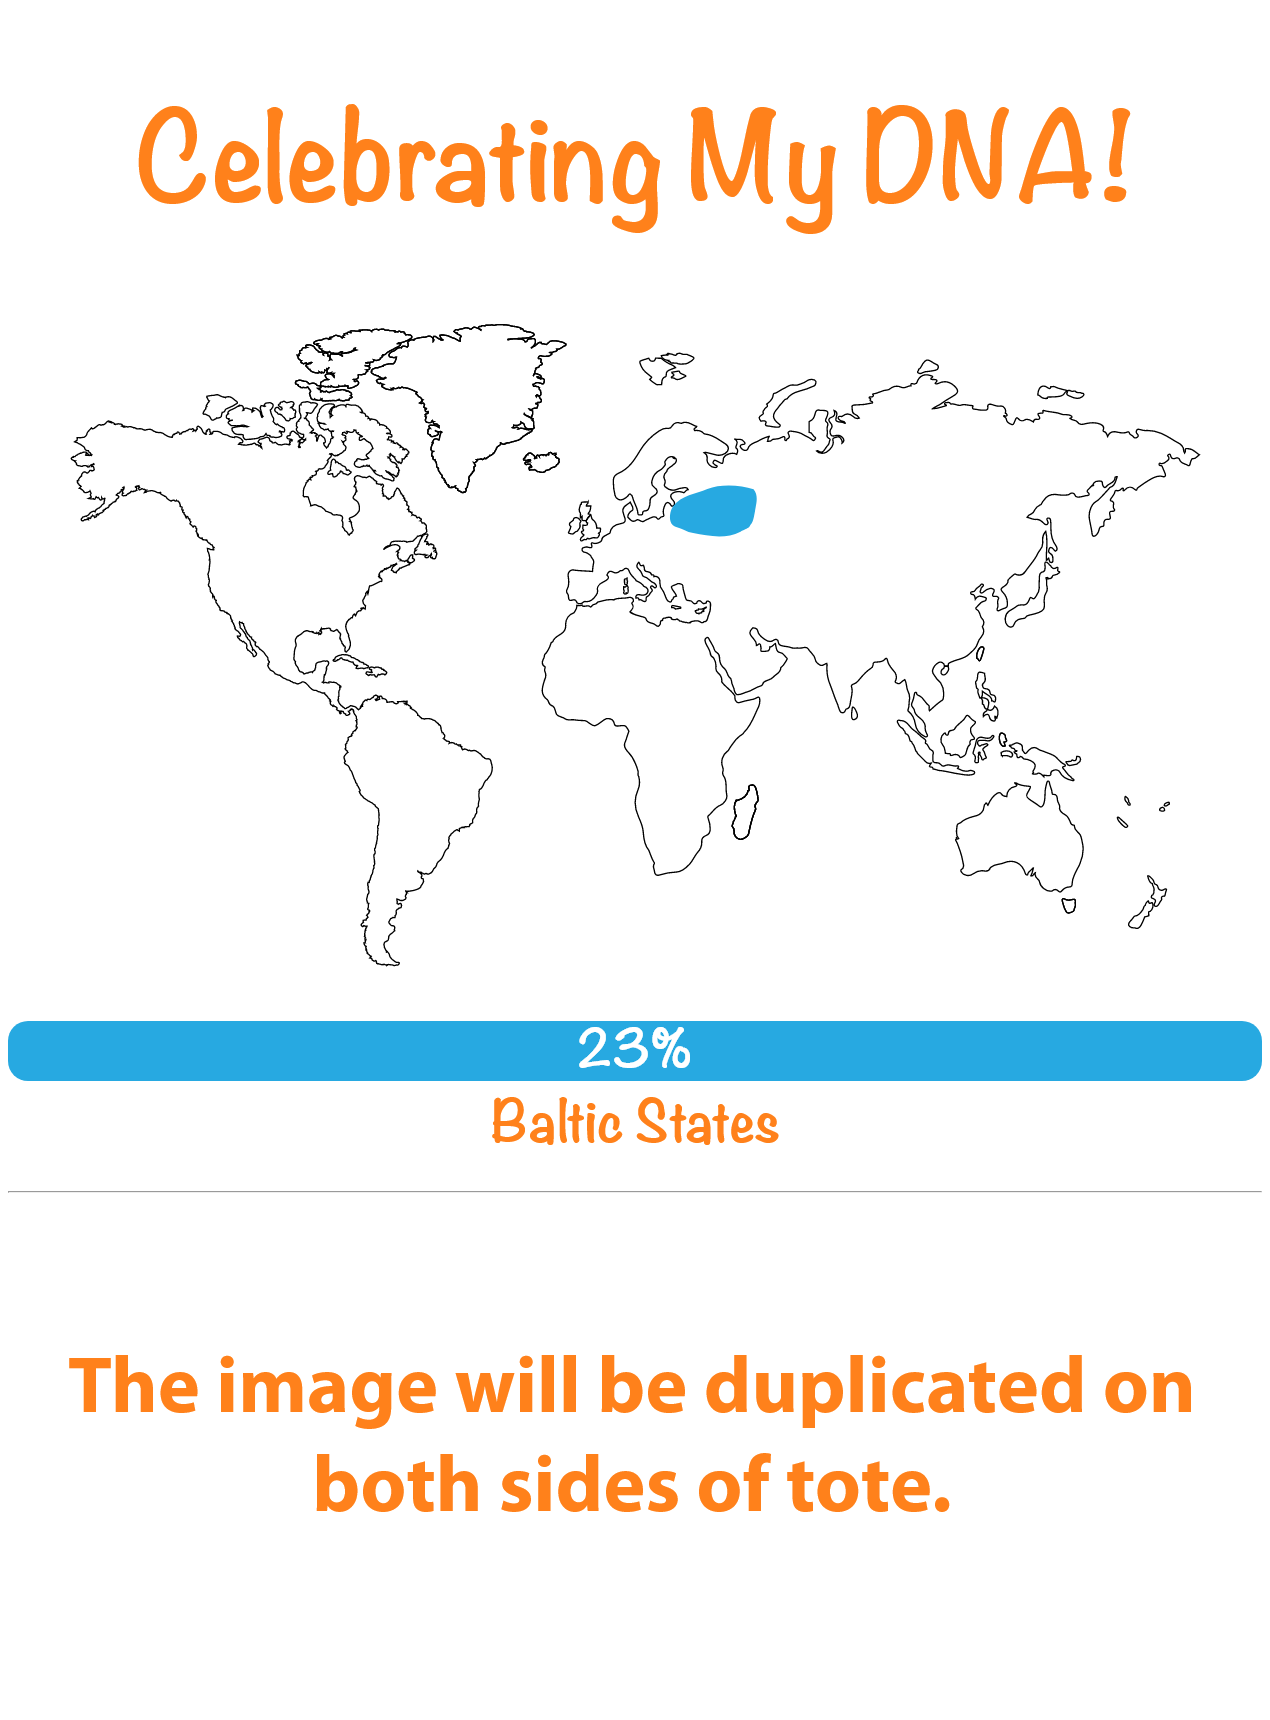 Celebrating My DNA!
23%
Baltic States
The image will be duplicated on
both sides of tote.